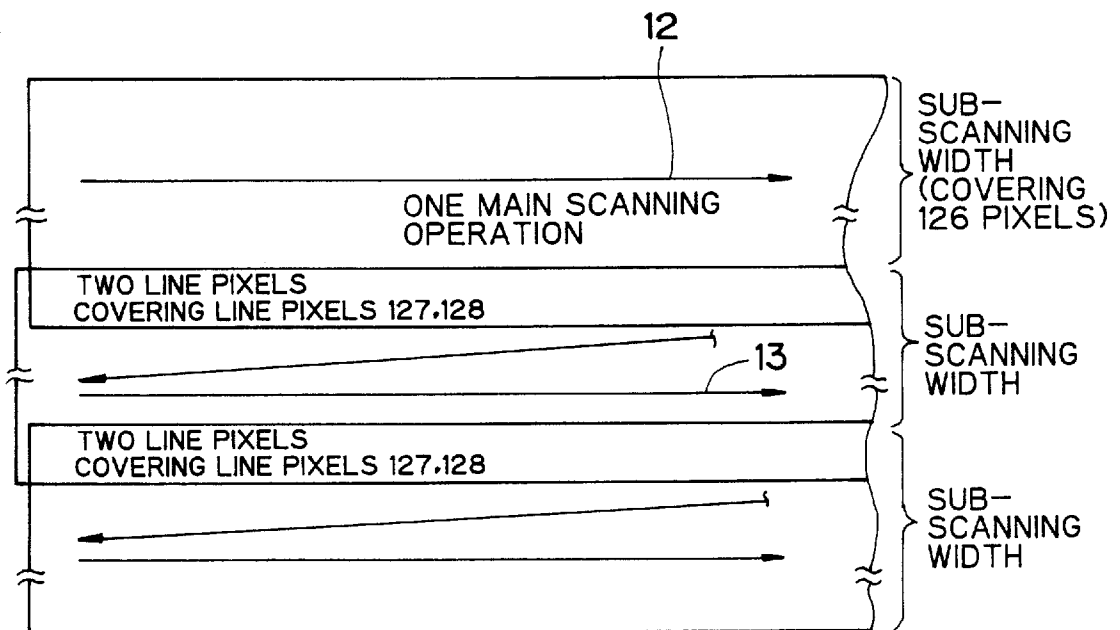 12
SUB-
SCANNING
WIDTH
(COVERING
126 PIXELS)
ONE MAIN SCANNING
OPERATION
TWO LINE PIXELS
COVERING LINE PIXELS 127,128
SUB-
SCANNING
WIDTH
13
TWO LINE PIXELS
COVERING LINE PIXELS 127,128
SUB-
SCANNING
WIDTH